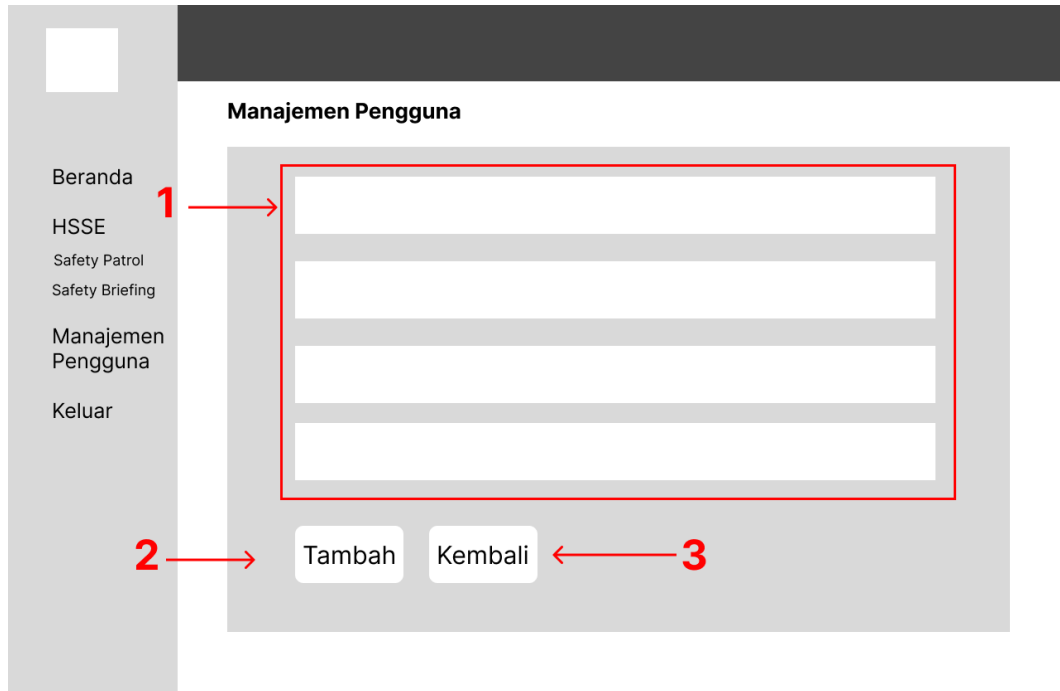 Manajemen Pengguna
Beranda
1
HSSE
Safety Patrol
Safety Briefing
Manajemen
Pengguna
Keluar
2
Tambah
Kembali
3